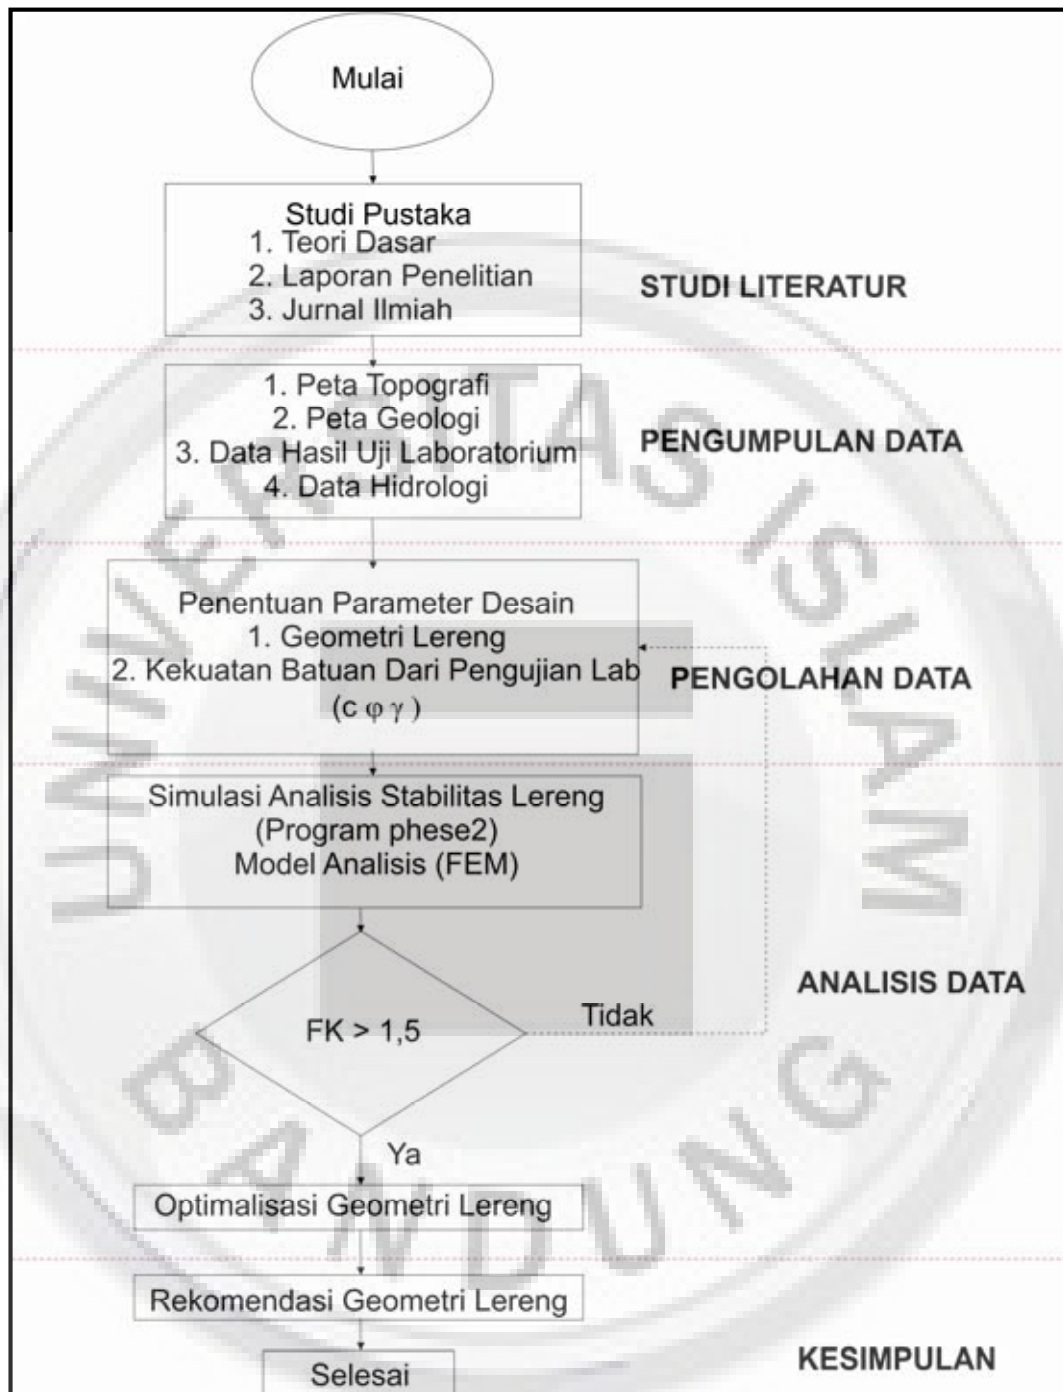 Mulai
Studi Pustaka
1. Teori Dasar
2. Laporan Penelitian
3. Jurnal Ilmiah
STUDI LITERATUR
1. Peta Topografi
2. Peta Geologi
3. Data Hasil Uji Laboratorium
4. Data Hidrologi
PENGUMPULAN DATA
Penentuan Parameter Desain
1. Geometri Lereng
2. Kekuatan Batuan Dari Pengujian Lab
(c φ γ )
PENGOLAHAN DATA
Simulasi Analisis Stabilitas Lereng
(Program phese2)
Model Analisis (FEM)
FK > 1,5
Tidak
ANALISIS DATA
Ya
Optimalisasi Geometri Lereng
Rekomendasi Geometri Lereng
Selesai
KESIMPULAN
UNIVERSITAS ISLAM
BANDUNG